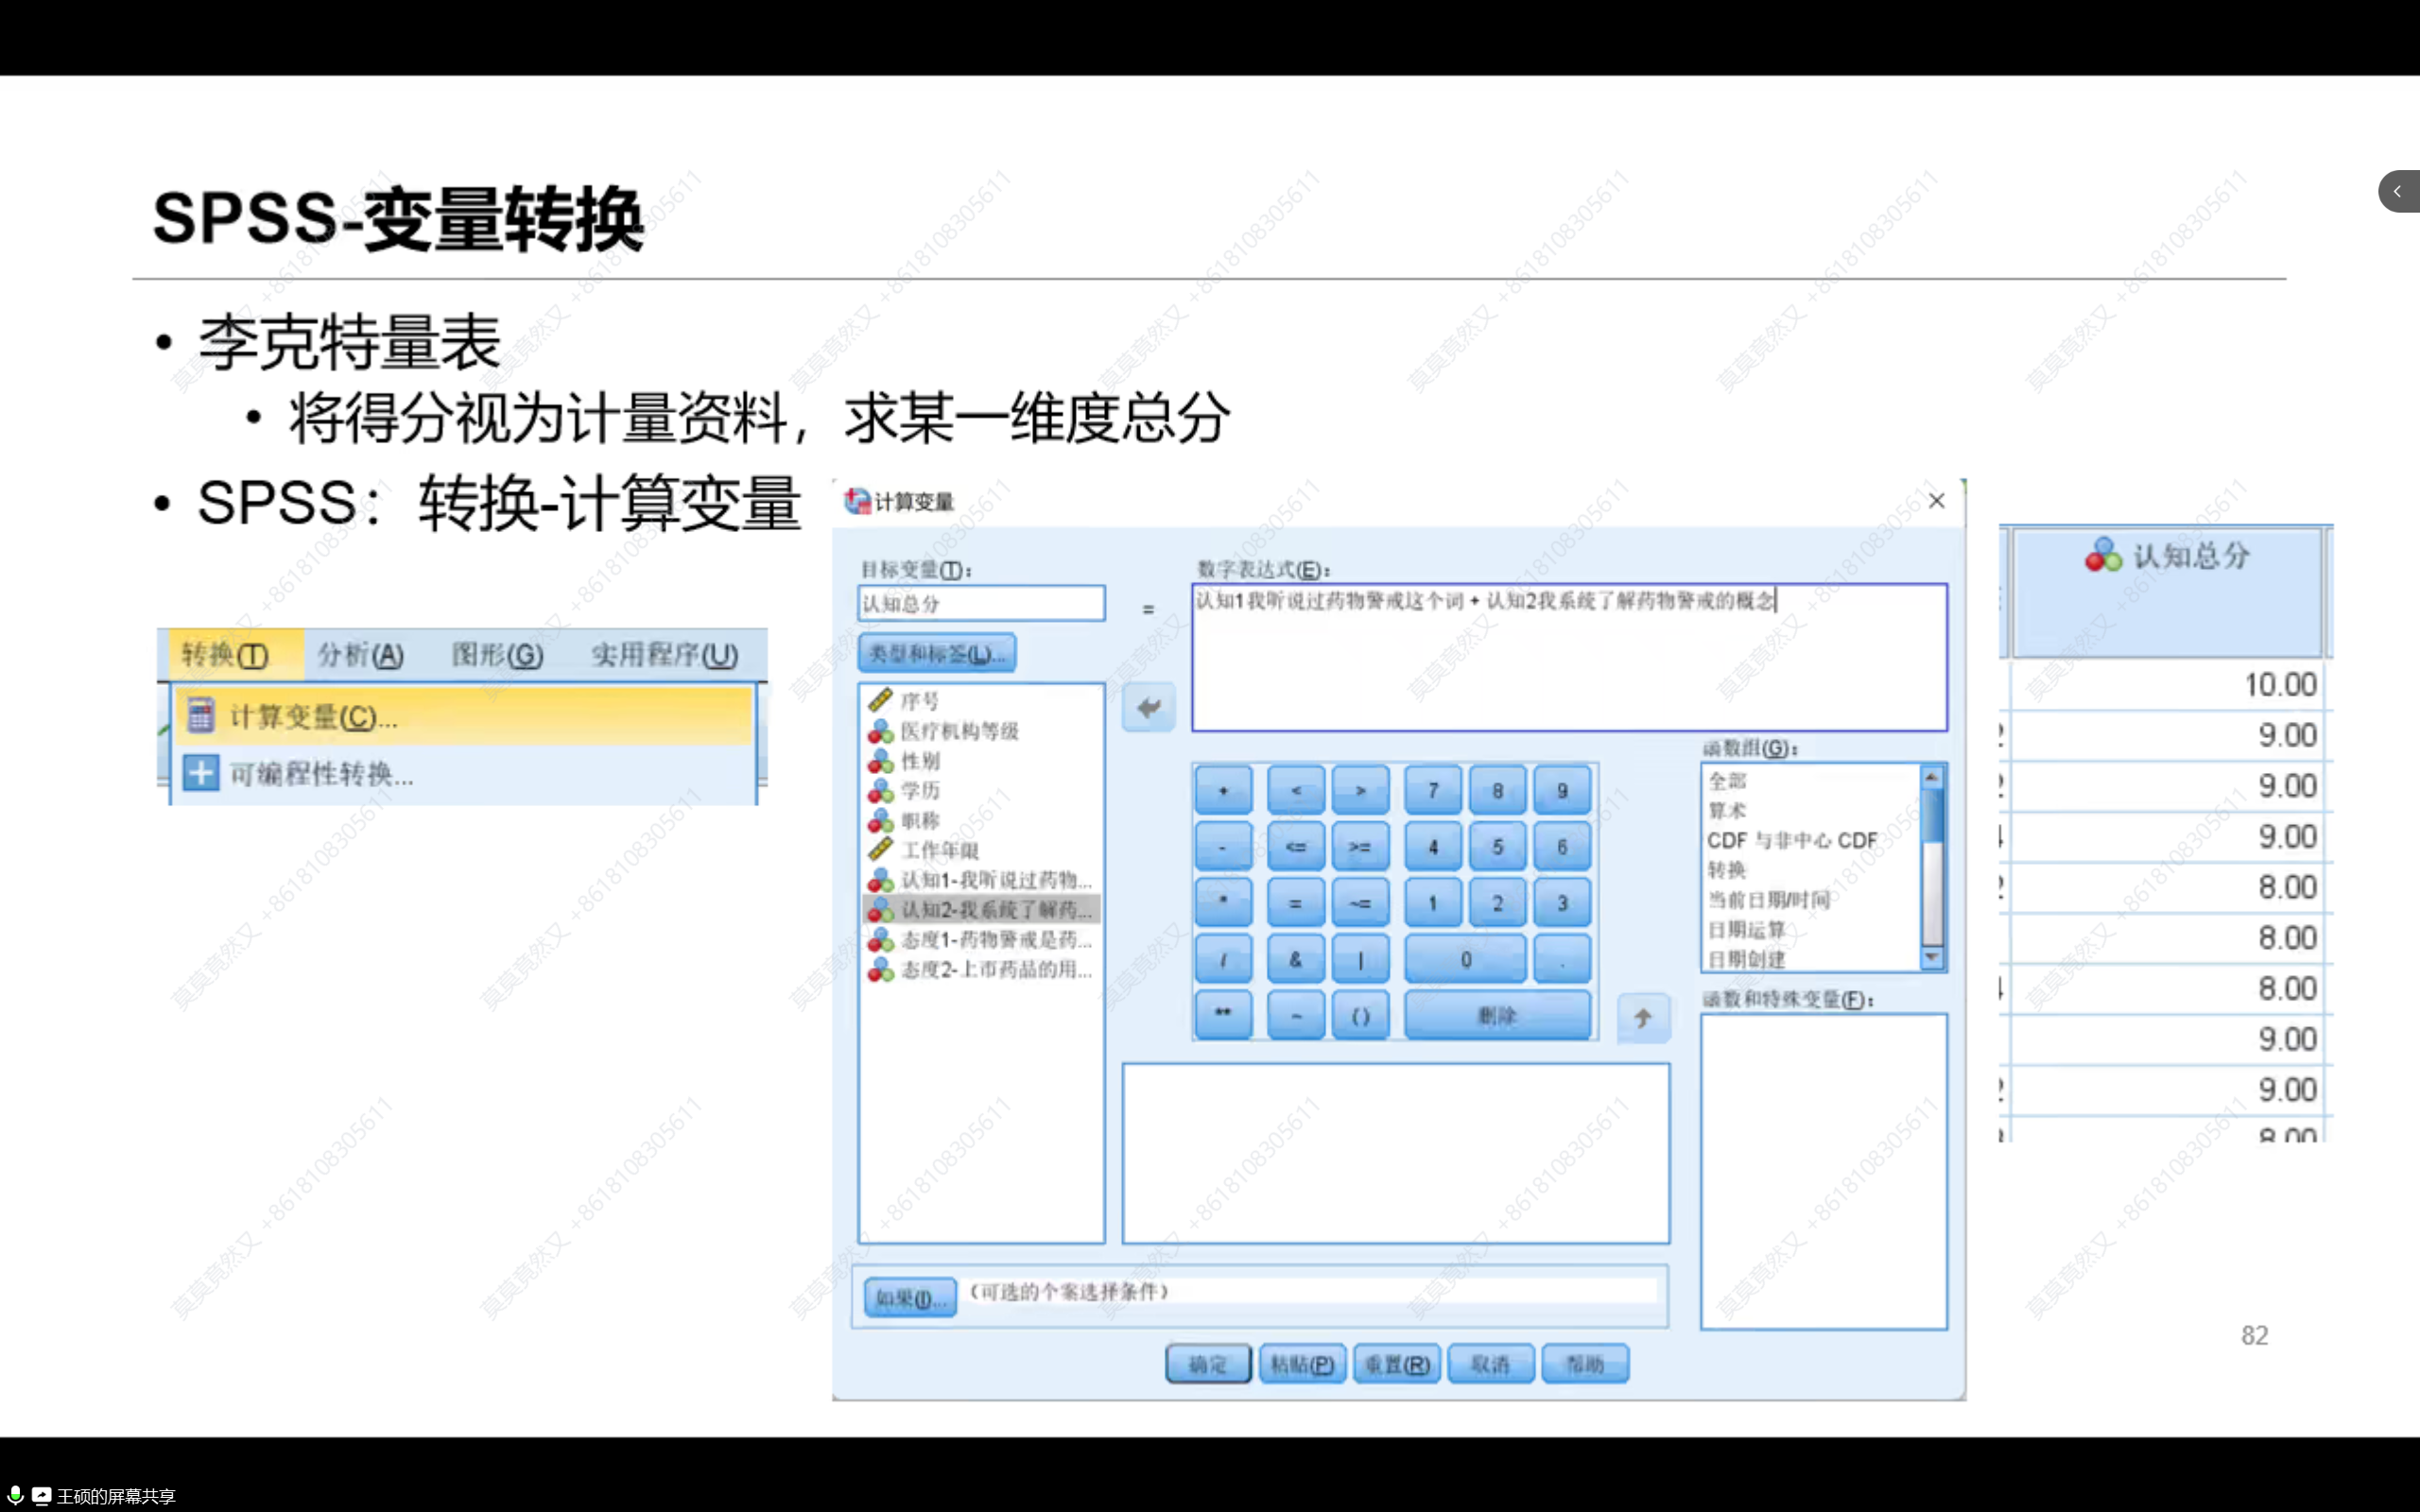 SPSS-变量转换
• 李克特量表
• 将得分视为计量资料，求某一维度总分
• SPSS：转换-计算变量
转换(T) 分析(A) 图形(G) 实用程序(U)
计算变量(C)...
可编程性转换...
计算变量
目标变量(T)：
认知总分
=
数字表达式(E)：
认知1我听说过药物警戒这个词 + 认知2我系统了解药物警戒的概念
类型和标签(L)...
序号
医疗机构等级
性别
学历
职称
工作年限
认知1-我听说过药物...
认知2-我系统了解药...
态度1-药物警戒是药...
态度2-上市药品的用...
+ < > 7 8 9
- <= >= 4 5 6
* = ~= 1 2 3
/ & | 0 .
** ~ () 删除
函数组(G)：
全部
算术
CDF 与非中心 CDF
转换
当前日期/时间
日期运算
日期创建
函数和特殊变量(F)：
如果(I)...
（可选的个案选择条件）
确定 粘贴(P) 重置(R) 取消 帮助
认知总分
10.00
9.00
9.00
9.00
8.00
8.00
8.00
9.00
9.00
8.00
82
王硕的屏幕共享
莫莫竟然又 +8618108305611